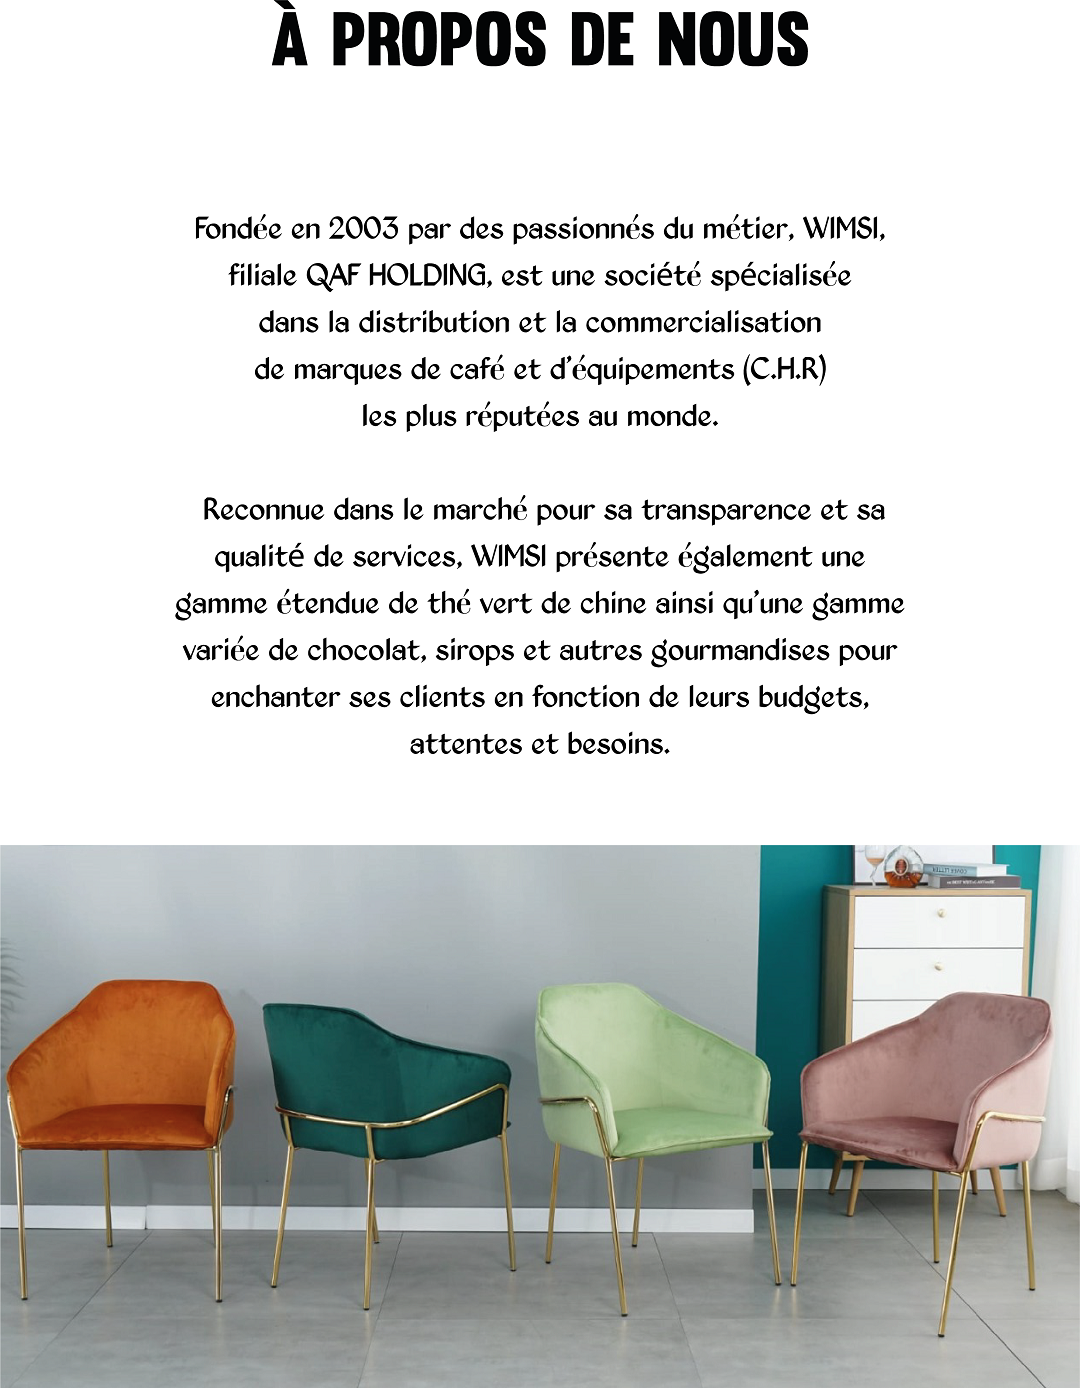 À PROPOS DE NOUS
Fondée en 2003 par des passionnés du métier, WIMSI,
filiale QAF HOLDING, est une société spécialisée
dans la distribution et la commercialisation
de marques de café et d'équipements (C.H.R)
les plus réputées au monde.
Reconnue dans le marché pour sa transparence et sa
qualité de services, WIMSI présente également une
gamme étendue de thé vert de chine ainsi qu'une gamme
variée de chocolat, sirops et autres gourmandises pour
enchanter ses clients en fonction de leurs budgets,
attentes et besoins.
COVER LETTER